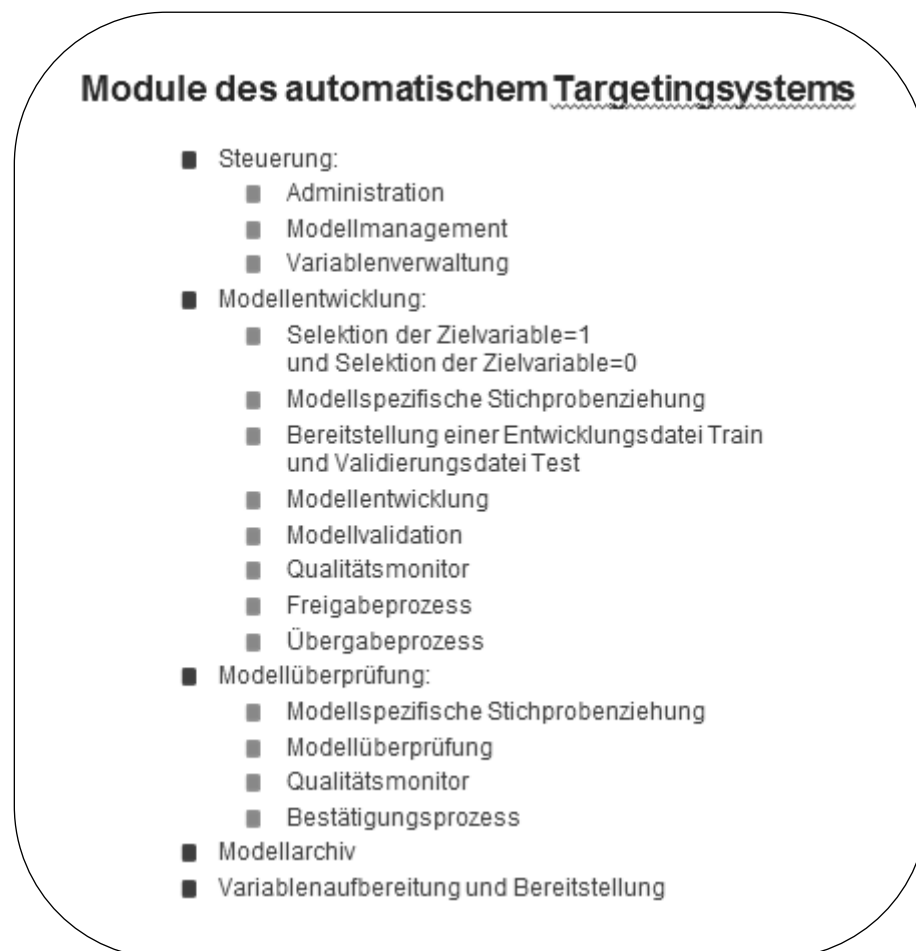 Module des automatischem Targetingsystems
Steuerung:
Administration
Modellmanagement
Variablenverwaltung
Modellentwicklung:
Selektion der Zielvariable=1
und Selektion der Zielvariable=0
Modellspezifische Stichprobenziehung
Bereitstellung einer Entwicklungsdatei Train
und Validierungsdatei Test
Modellentwicklung
Modellvalidation
Qualitätsmonitor
Freigabeprozess
Übergabeprozess
Modellüberprüfung:
Modellspezifische Stichprobenziehung
Modellüberprüfung
Qualitätsmonitor
Bestätigungsprozess
Modellarchiv
Variablenaufbereitung und Bereitstellung